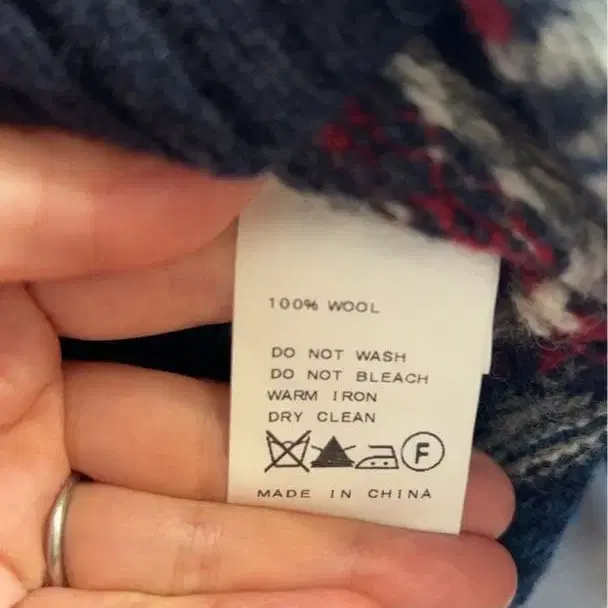 100% WOOL
DO NOT WASH
DO NOT BLEACH
WARM IRON
DRY CLEAN
F
MADE IN CHINA